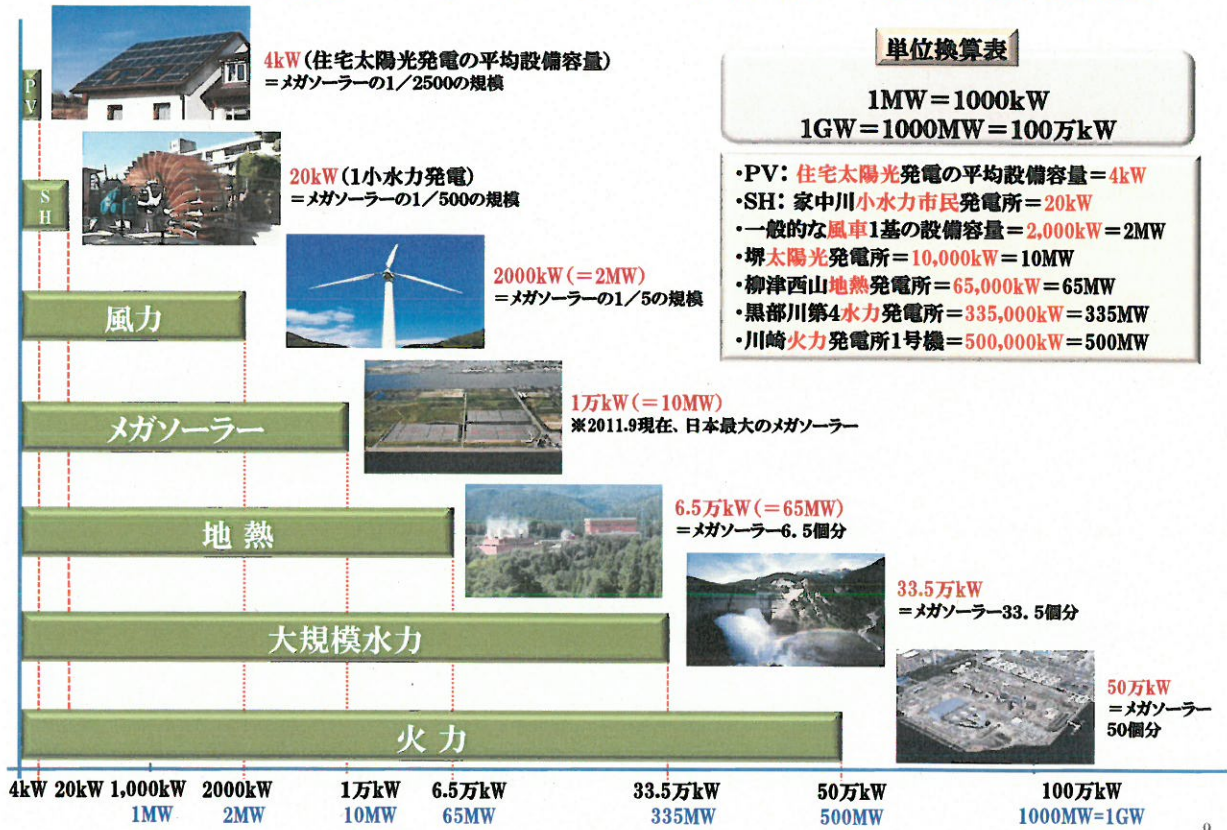 PV
4kW(住宅太陽光発電の平均設備容量)
=メガソーラーの1/2500の規模
SH
20kW(1小水力発電)
=メガソーラーの1/500の規模
風力
2000kW(=2MW)
=メガソーラーの1/5の規模
メガソーラー
1万kW(=10MW)
※2011.9現在、日本最大のメガソーラー
地熱
6.5万kW(=65MW)
=メガソーラー6.5個分
大規模水力
33.5万kW
=メガソーラー33.5個分
火力
50万kW
=メガソーラー
50個分
単位換算表
1MW=1000kW
1GW=1000MW=100万kW
・PV:住宅太陽光発電の平均設備容量=4kW
・SH:家中川小水力市民発電所=20kW
・一般的な風車1基の設備容量=2,000kW=2MW
・堺太陽光発電所=10,000kW=10MW
・柳津西山地熱発電所=65,000kW=65MW
・黒部川第4水力発電所=335,000kW=335MW
・川崎火力発電所1号機=500,000kW=500MW
4kW 20kW 1,000kW 2000kW 1万kW 6.5万kW 33.5万kW 50万kW 100万kW
1MW 2MW 10MW 65MW 335MW 500MW 1000MW=1GW